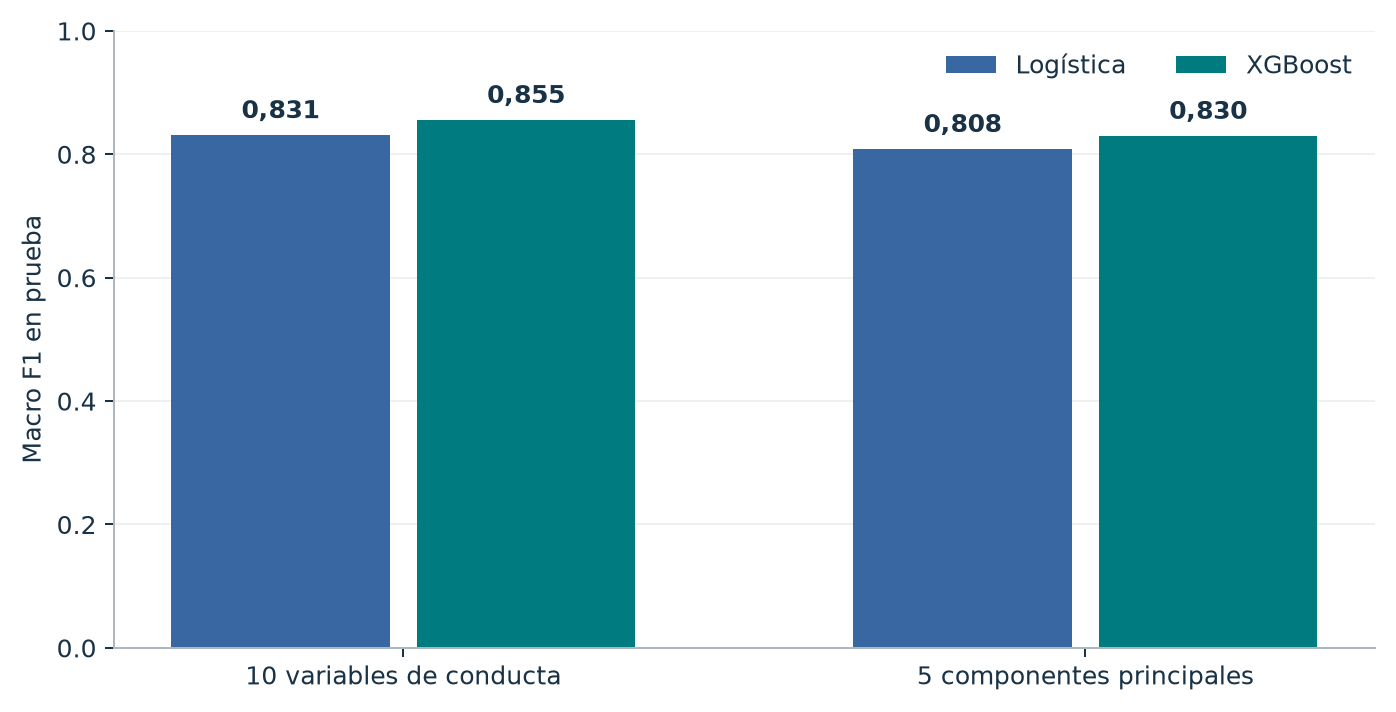 1.0
Logística
XGBoost
0,831
0,855
0,808
0,830
0.8
0.6
0.4
0.2
0.0
Macro F1 en prueba
10 variables de conducta
5 componentes principales